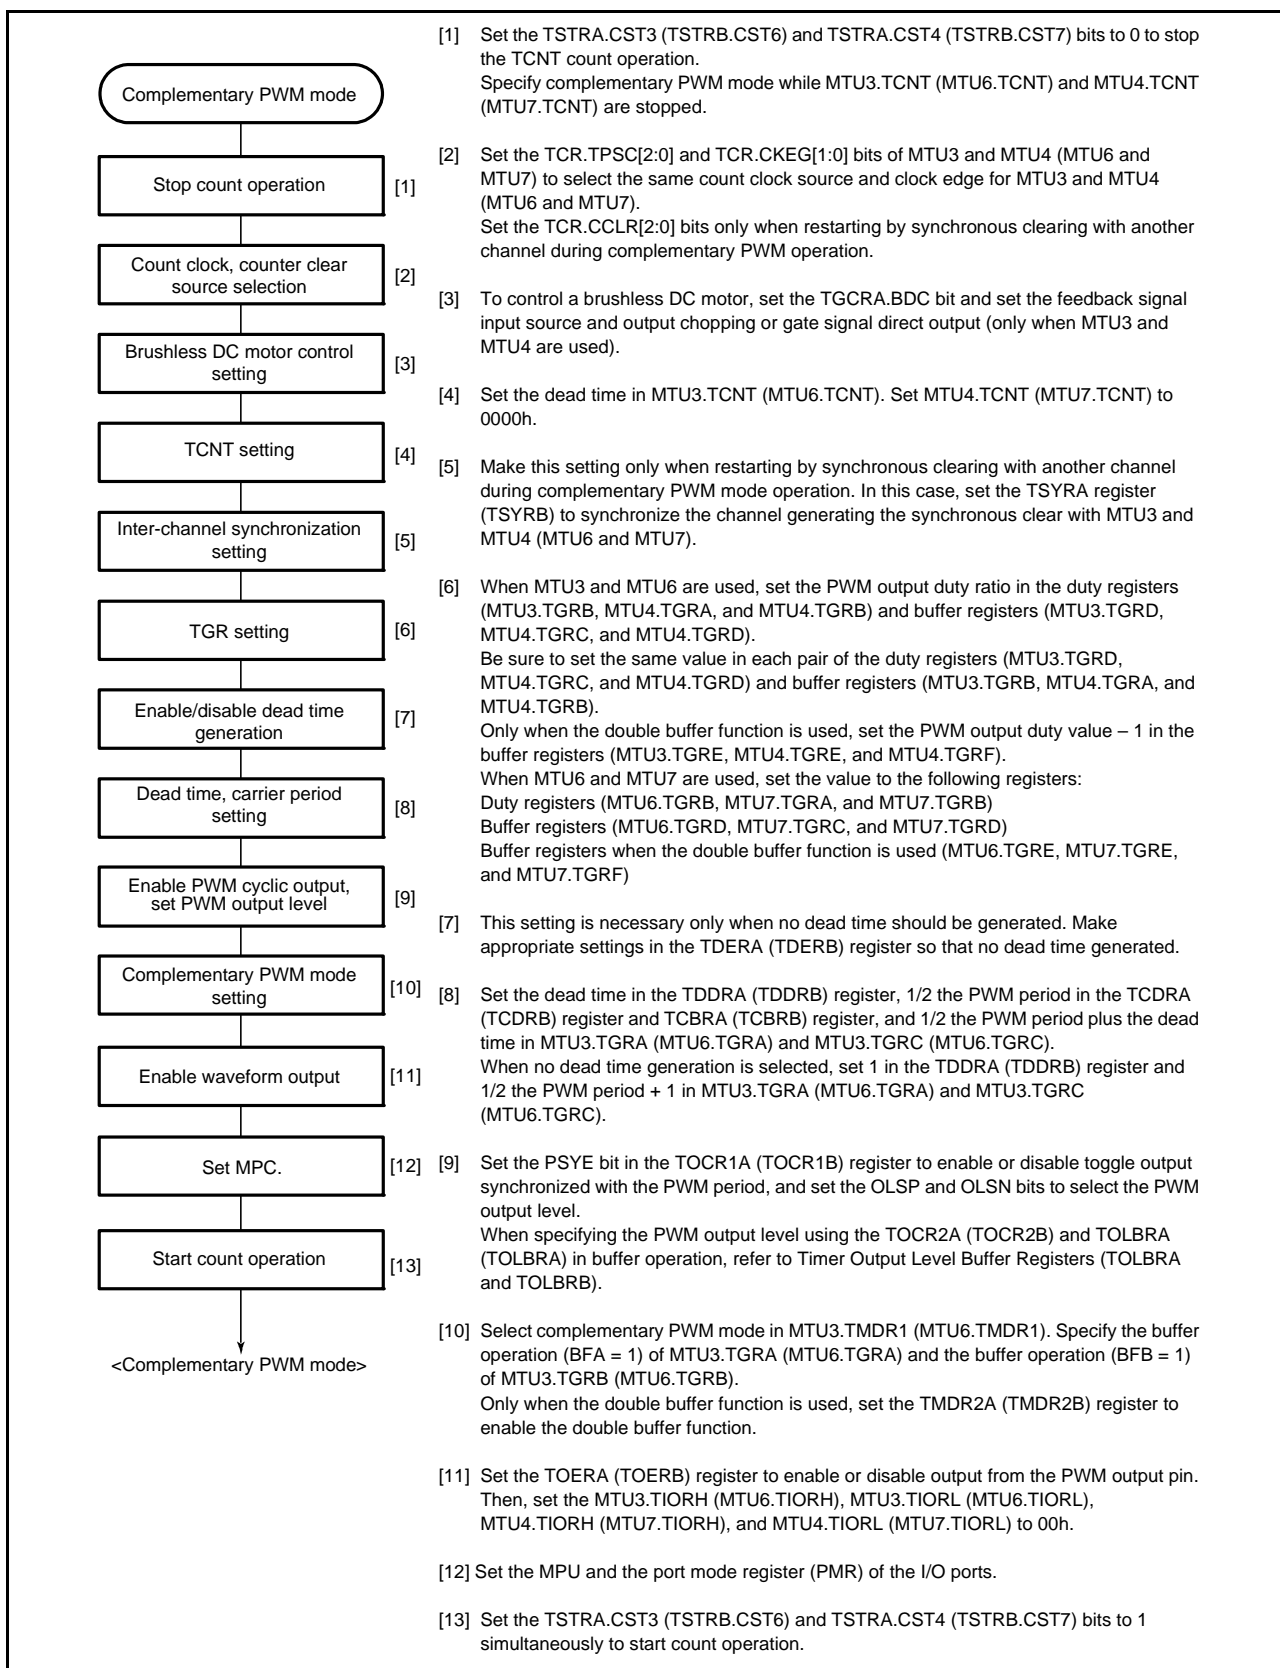 Complementary PWM mode
Stop count operation
[1]
Count clock, counter clear
source selection
[2]
Brushless DC motor control
setting
[3]
TCNT setting
[4]
Inter-channel synchronization
setting
[5]
TGR setting
[6]
Enable/disable dead time
generation
[7]
Dead time, carrier period
setting
[8]
Enable PWM cyclic output,
set PWM output level
[9]
Complementary PWM mode
setting
[10]
Enable waveform output
[11]
Set MPC.
[12]
Start count operation
[13]
<Complementary PWM mode>
[1] Set the TSTRA.CST3 (TSTRB.CST6) and TSTRA.CST4 (TSTRB.CST7) bits to 0 to stop
the TCNT count operation.
Specify complementary PWM mode while MTU3.TCNT (MTU6.TCNT) and MTU4.TCNT
(MTU7.TCNT) are stopped.
[2] Set the TCR.TPSC[2:0] and TCR.CKEG[1:0] bits of MTU3 and MTU4 (MTU6 and
MTU7) to select the same count clock source and clock edge for MTU3 and MTU4
(MTU6 and MTU7).
Set the TCR.CCLR[2:0] bits only when restarting by synchronous clearing with another
channel during complementary PWM operation.
[3] To control a brushless DC motor, set the TGCRA.BDC bit and set the feedback signal
input source and output chopping or gate signal direct output (only when MTU3 and
MTU4 are used).
[4] Set the dead time in MTU3.TCNT (MTU6.TCNT). Set MTU4.TCNT (MTU7.TCNT) to
0000h.
[5] Make this setting only when restarting by synchronous clearing with another channel
during complementary PWM mode operation. In this case, set the TSYRA register
(TSYRB) to synchronize the channel generating the synchronous clear with MTU3 and
MTU4 (MTU6 and MTU7).
[6] When MTU3 and MTU6 are used, set the PWM output duty ratio in the duty registers
(MTU3.TGRB, MTU4.TGRA, and MTU4.TGRB) and buffer registers (MTU3.TGRD,
MTU4.TGRC, and MTU4.TGRD).
Be sure to set the same value in each pair of the duty registers (MTU3.TGRD,
MTU4.TGRC, and MTU4.TGRD) and buffer registers (MTU3.TGRB, MTU4.TGRA, and
MTU4.TGRB).
Only when the double buffer function is used, set the PWM output duty value – 1 in the
buffer registers (MTU3.TGRE, MTU4.TGRE, and MTU4.TGRF).
When MTU6 and MTU7 are used, set the value to the following registers:
Duty registers (MTU6.TGRB, MTU7.TGRA, and MTU7.TGRB)
Buffer registers (MTU6.TGRD, MTU7.TGRC, and MTU7.TGRD)
Buffer registers when the double buffer function is used (MTU6.TGRE, MTU7.TGRE,
and MTU7.TGRF)
[7] This setting is necessary only when no dead time should be generated. Make
appropriate settings in the TDERA (TDERB) register so that no dead time generated.
[8] Set the dead time in the TDDRA (TDDRB) register, 1/2 the PWM period in the TCDRA
(TCDRB) register and TCBRA (TCBRB) register, and 1/2 the PWM period plus the dead
time in MTU3.TGRA (MTU6.TGRA) and MTU3.TGRC (MTU6.TGRC).
When no dead time generation is selected, set 1 in the TDDRA (TDDRB) register and
1/2 the PWM period + 1 in MTU3.TGRA (MTU6.TGRA) and MTU3.TGRC
(MTU6.TGRC).
[9] Set the PSYE bit in the TOCR1A (TOCR1B) register to enable or disable toggle output
synchronized with the PWM period, and set the OLSP and OLSN bits to select the PWM
output level.
When specifying the PWM output level using the TOCR2A (TOCR2B) and TOLBRA
(TOLBRA) in buffer operation, refer to Timer Output Level Buffer Registers (TOLBRA
and TOLBRB).
[10] Select complementary PWM mode in MTU3.TMDR1 (MTU6.TMDR1). Specify the buffer
operation (BFA = 1) of MTU3.TGRA (MTU6.TGRA) and the buffer operation (BFB = 1)
of MTU3.TGRB (MTU6.TGRB).
Only when the double buffer function is used, set the TMDR2A (TMDR2B) register to
enable the double buffer function.
[11] Set the TOERA (TOERB) register to enable or disable output from the PWM output pin.
Then, set the MTU3.TIORH (MTU6.TIORH), MTU3.TIORL (MTU6.TIORL),
MTU4.TIORH (MTU7.TIORH), and MTU4.TIORL (MTU7.TIORL) to 00h.
[12] Set the MPU and the port mode register (PMR) of the I/O ports.
[13] Set the TSTRA.CST3 (TSTRB.CST6) and TSTRA.CST4 (TSTRB.CST7) bits to 1
simultaneously to start count operation.